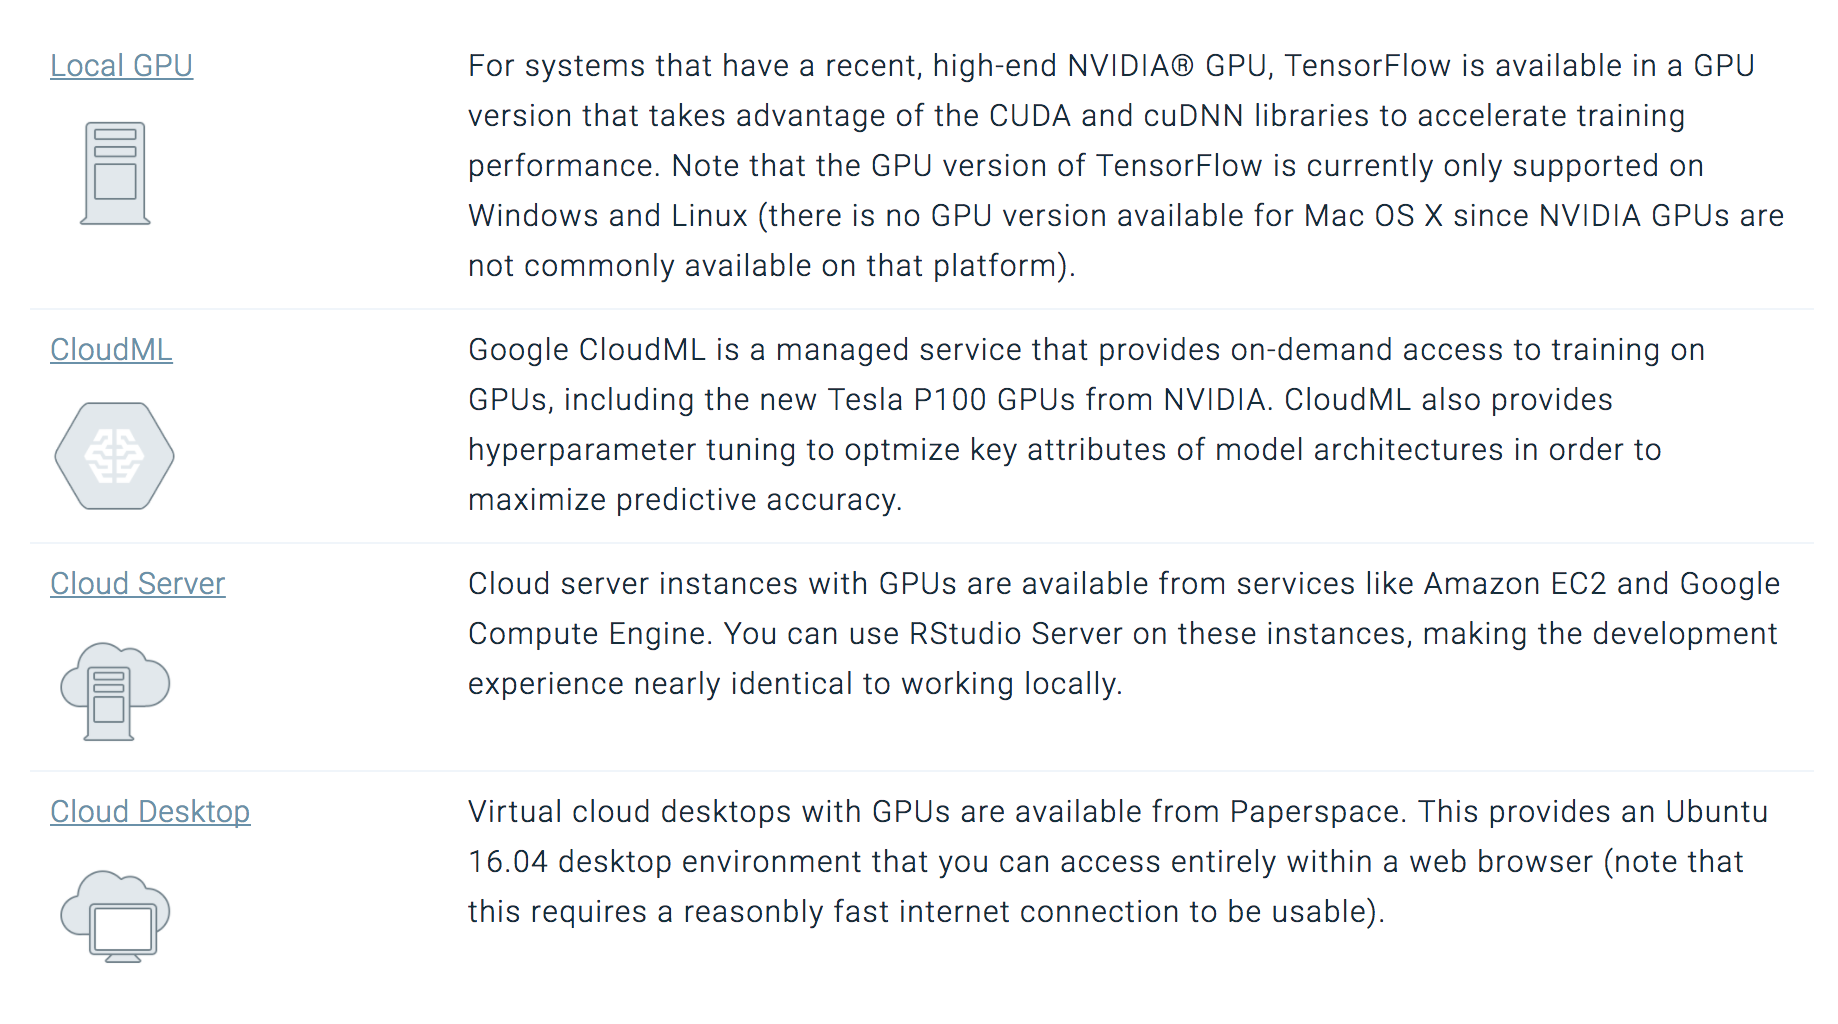 Local GPU
For systems that have a recent, high-end NVIDIA® GPU, TensorFlow is available in a GPU
version that takes advantage of the CUDA and cuDNN libraries to accelerate training
performance. Note that the GPU version of TensorFlow is currently only supported on
Windows and Linux (there is no GPU version available for Mac OS X since NVIDIA GPUs are
not commonly available on that platform).
CloudML
Google CloudML is a managed service that provides on-demand access to training on
GPUs, including the new Tesla P100 GPUs from NVIDIA. CloudML also provides
hyperparameter tuning to optmize key attributes of model architectures in order to
maximize predictive accuracy.
Cloud Server
Cloud server instances with GPUs are available from services like Amazon EC2 and Google
Compute Engine. You can use RStudio Server on these instances, making the development
experience nearly identical to working locally.
Cloud Desktop
Virtual cloud desktops with GPUs are available from Paperspace. This provides an Ubuntu
16.04 desktop environment that you can access entirely within a web browser (note that
this requires a reasonbly fast internet connection to be usable).